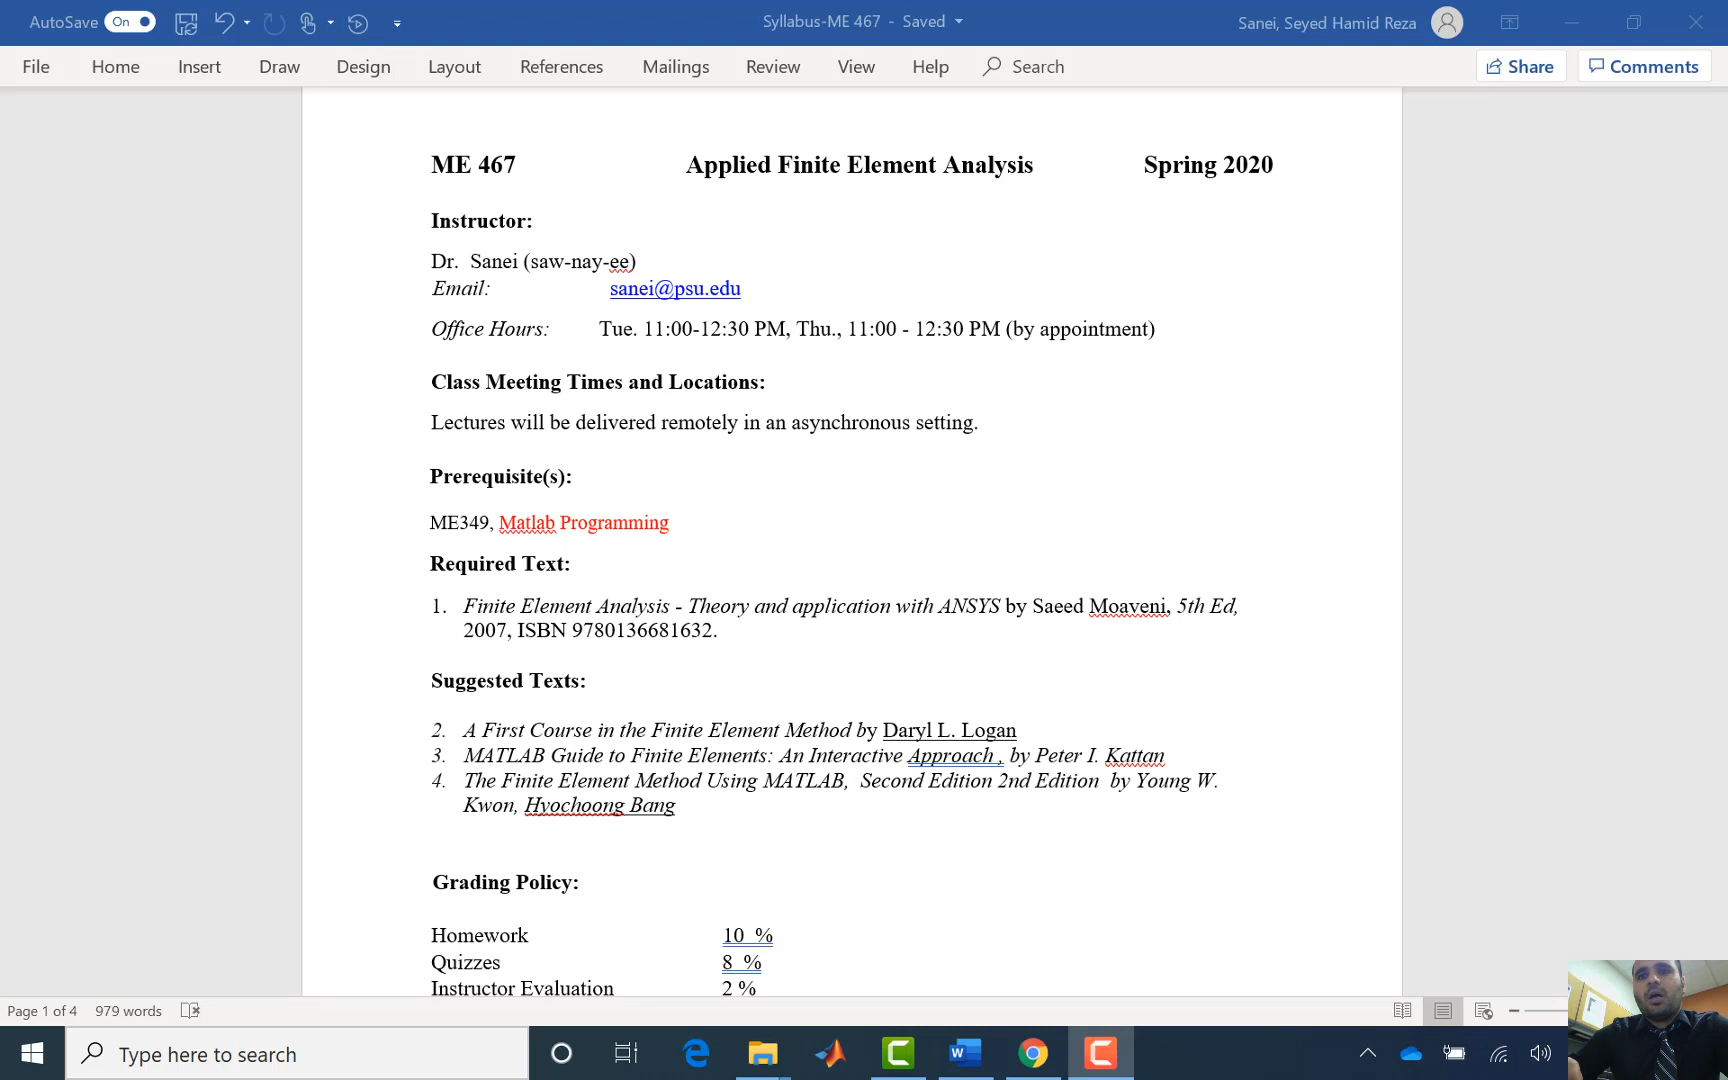 AutoSave On Syllabus-ME 467 - Saved Sanei, Seyed Hamid Reza
File Home Insert Draw Design Layout References Mailings Review View Help Search Share Comments
ME 467 Applied Finite Element Analysis Spring 2020
Instructor:
Dr. Sanei (saw-nay-ee)
Email: sanei@psu.edu
Office Hours: Tue. 11:00-12:30 PM, Thu., 11:00 - 12:30 PM (by appointment)
Class Meeting Times and Locations:
Lectures will be delivered remotely in an asynchronous setting.
Prerequisite(s):
ME349, Matlab Programming
Required Text:
1. Finite Element Analysis - Theory and application with ANSYS by Saeed Moaveni, 5th Ed,
2007, ISBN 9780136681632.
Suggested Texts:
2. A First Course in the Finite Element Method by Daryl L. Logan
3. MATLAB Guide to Finite Elements: An Interactive Approach , by Peter I. Kattan
4. The Finite Element Method Using MATLAB, Second Edition 2nd Edition by Young W.
Kwon, Hyochoong Bang
Grading Policy:
Homework 10 %
Quizzes 8 %
Instructor Evaluation 2 %
Page 1 of 4 979 words
Type here to search